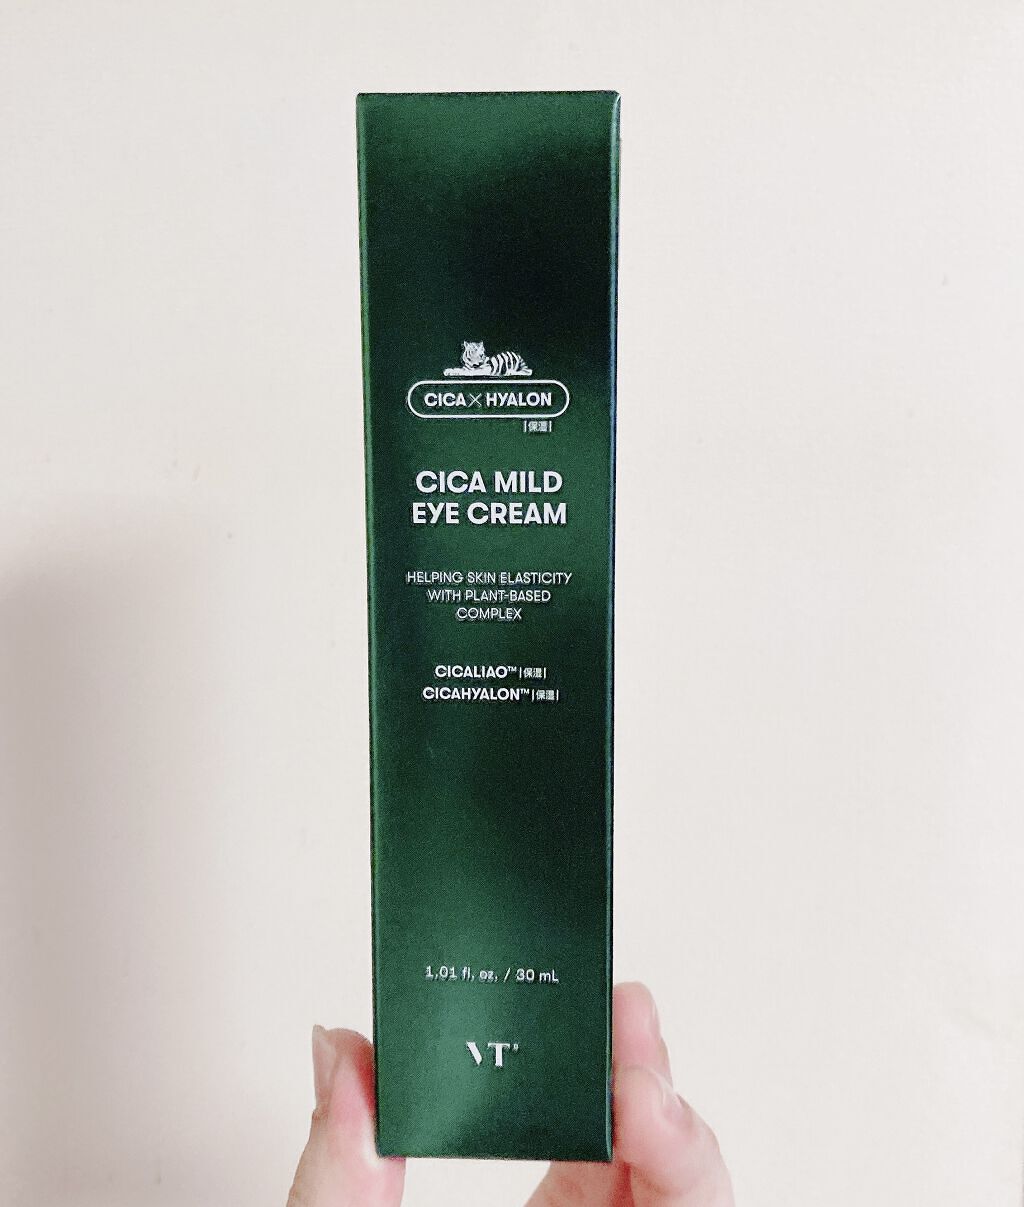 CICA×HYALON
|保湿|
CICA MILD
EYE CREAM
HELPING SKIN ELASTICITY
WITH PLANT-BASED
COMPLEX
CICALIAO™|保湿|
CICAHYALON™|保湿|
1.01 fl. oz. / 30 mL
VT